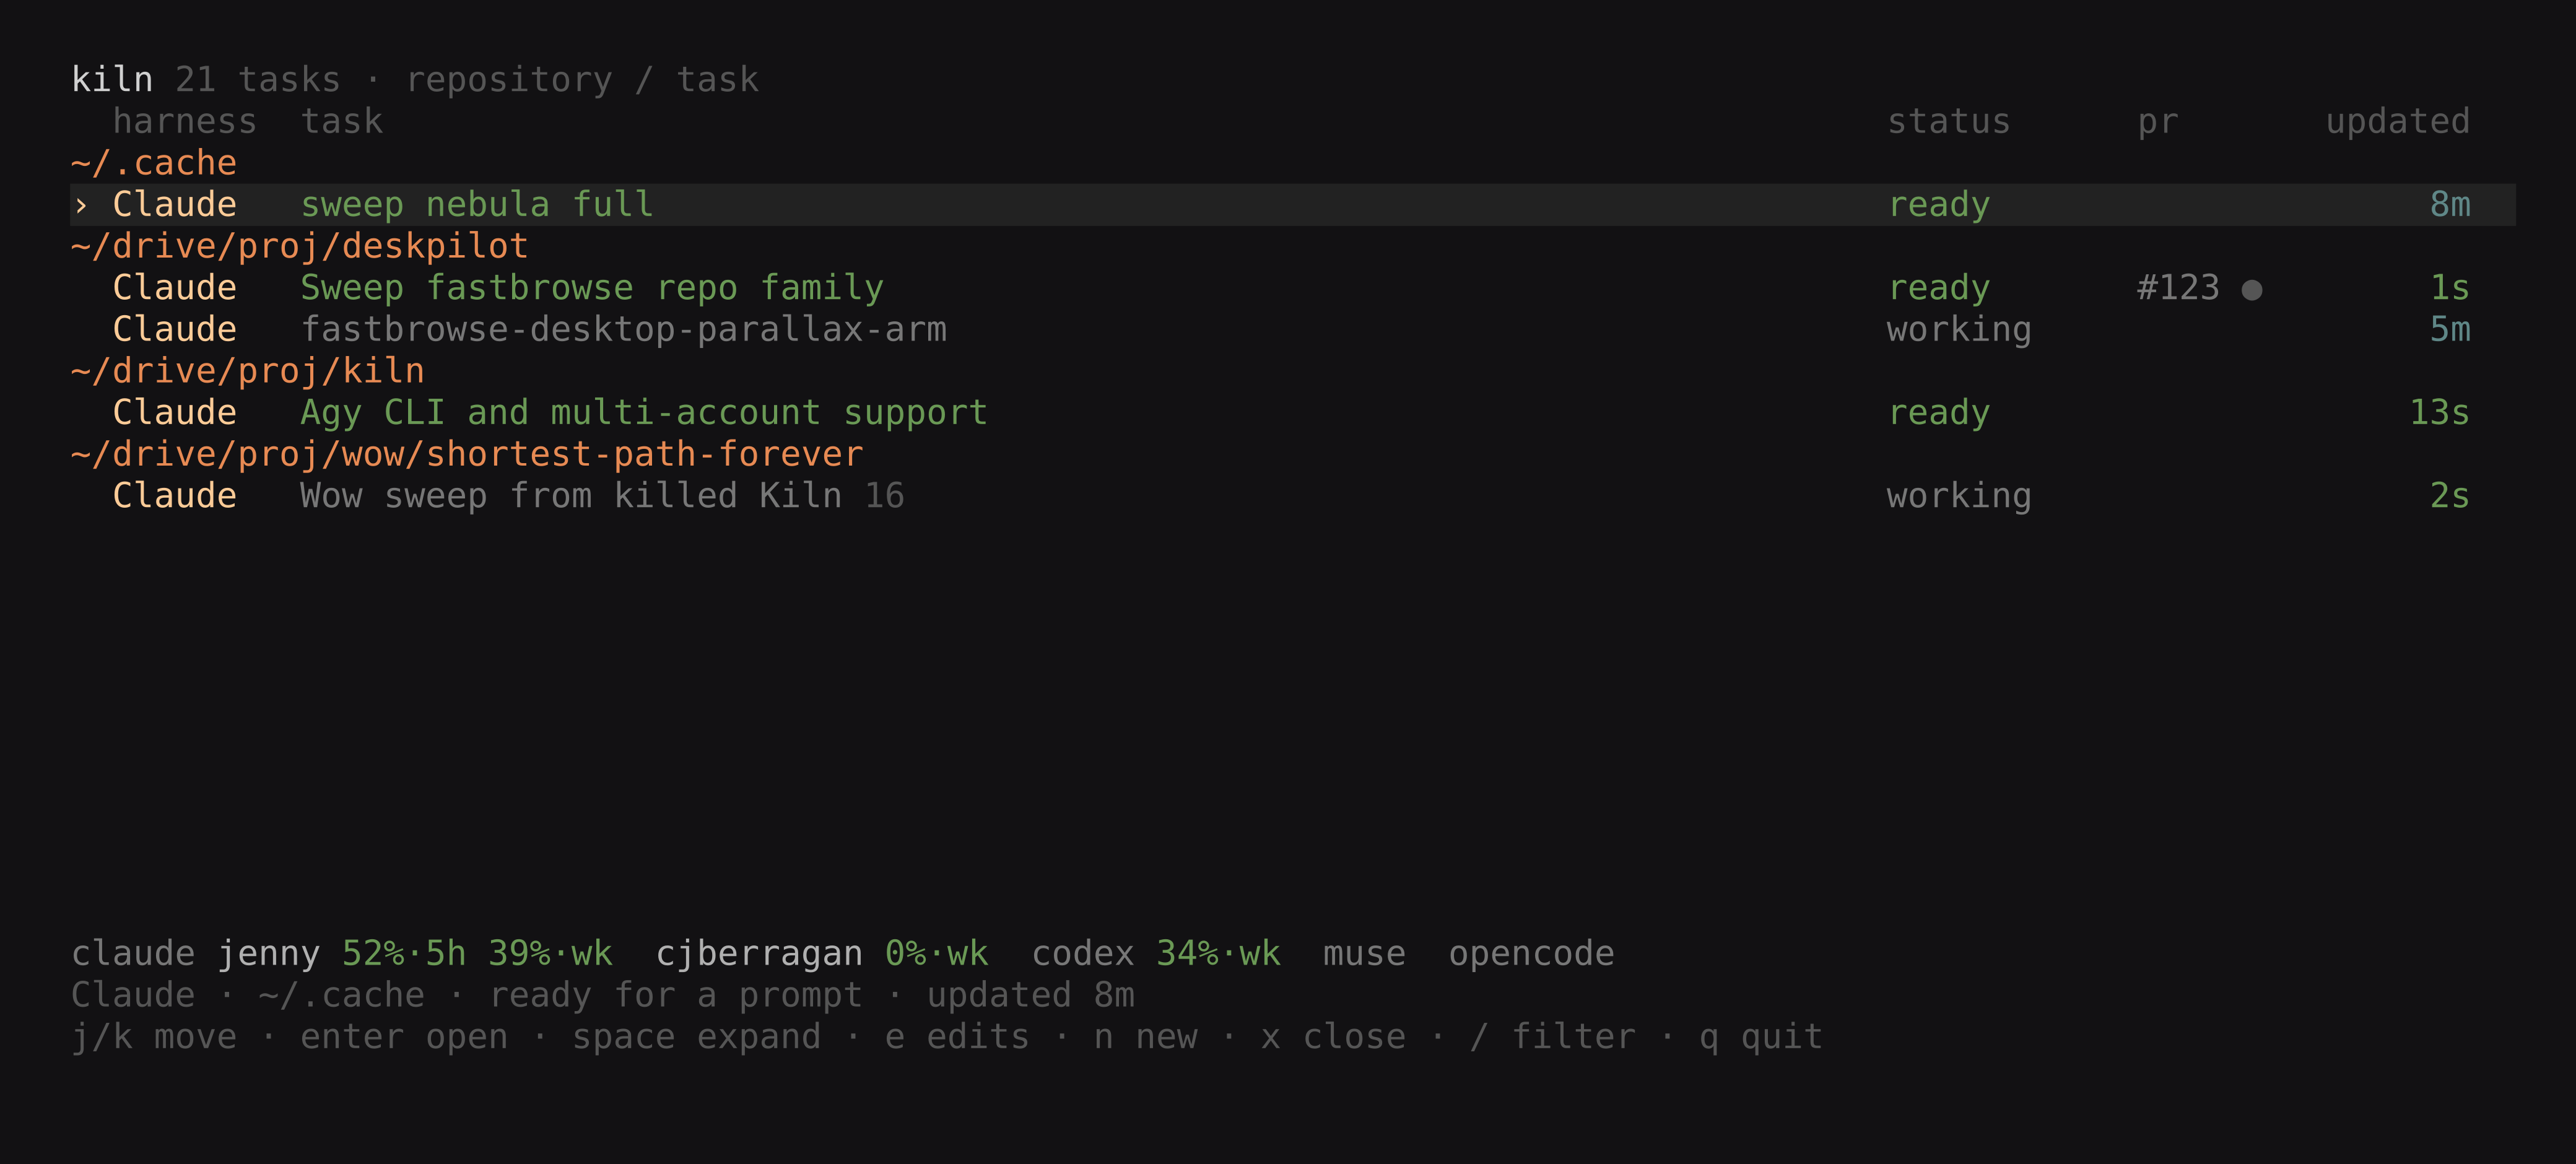 kiln 21 tasks · repository / task
harness task status pr updated
~/.cache
› Claude sweep nebula full ready 8m
~/drive/proj/deskpilot
Claude Sweep fastbrowse repo family ready #123 ● 1s
Claude fastbrowse-desktop-parallax-arm working 5m
~/drive/proj/kiln
Claude Agy CLI and multi-account support ready 13s
~/drive/proj/wow/shortest-path-forever
Claude Wow sweep from killed Kiln 16 working 2s
claude jenny 52%·5h 39%·wk cjberragan 0%·wk codex 34%·wk muse opencode
Claude · ~/.cache · ready for a prompt · updated 8m
j/k move · enter open · space expand · e edits · n new · x close · / filter · q quit